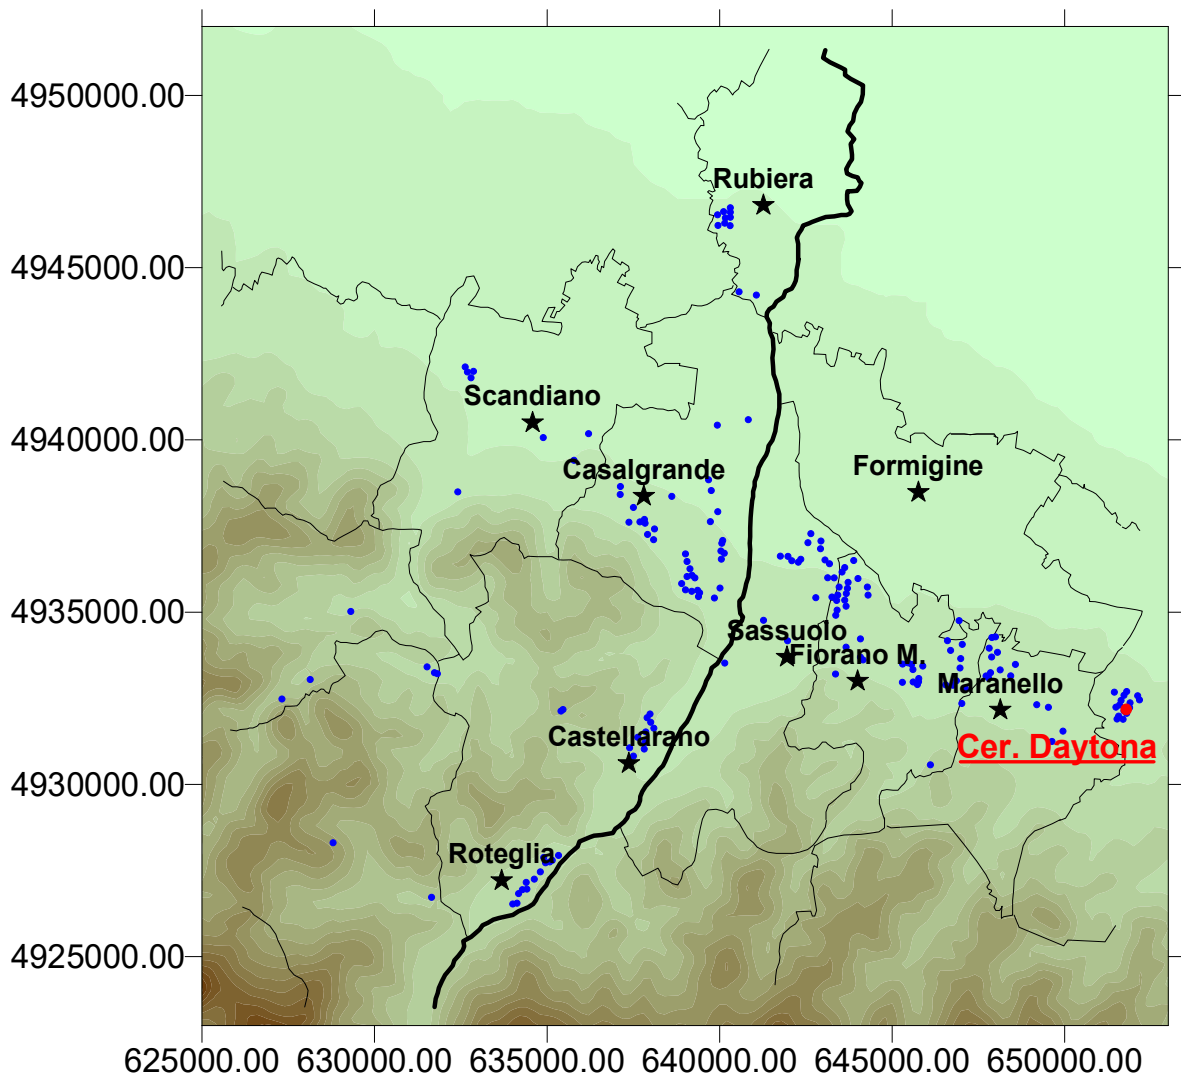 4950000.00
Rubiera
4945000.00
Scandiano
4940000.00
Casalgrande
Formigine
4935000.00
Sassuolo
Fiorano M.
Maranello
Castellarano
Cer. Daytona
4930000.00
Roteglia
4925000.00
625000.00 630000.00 635000.00 640000.00 645000.00 650000.00